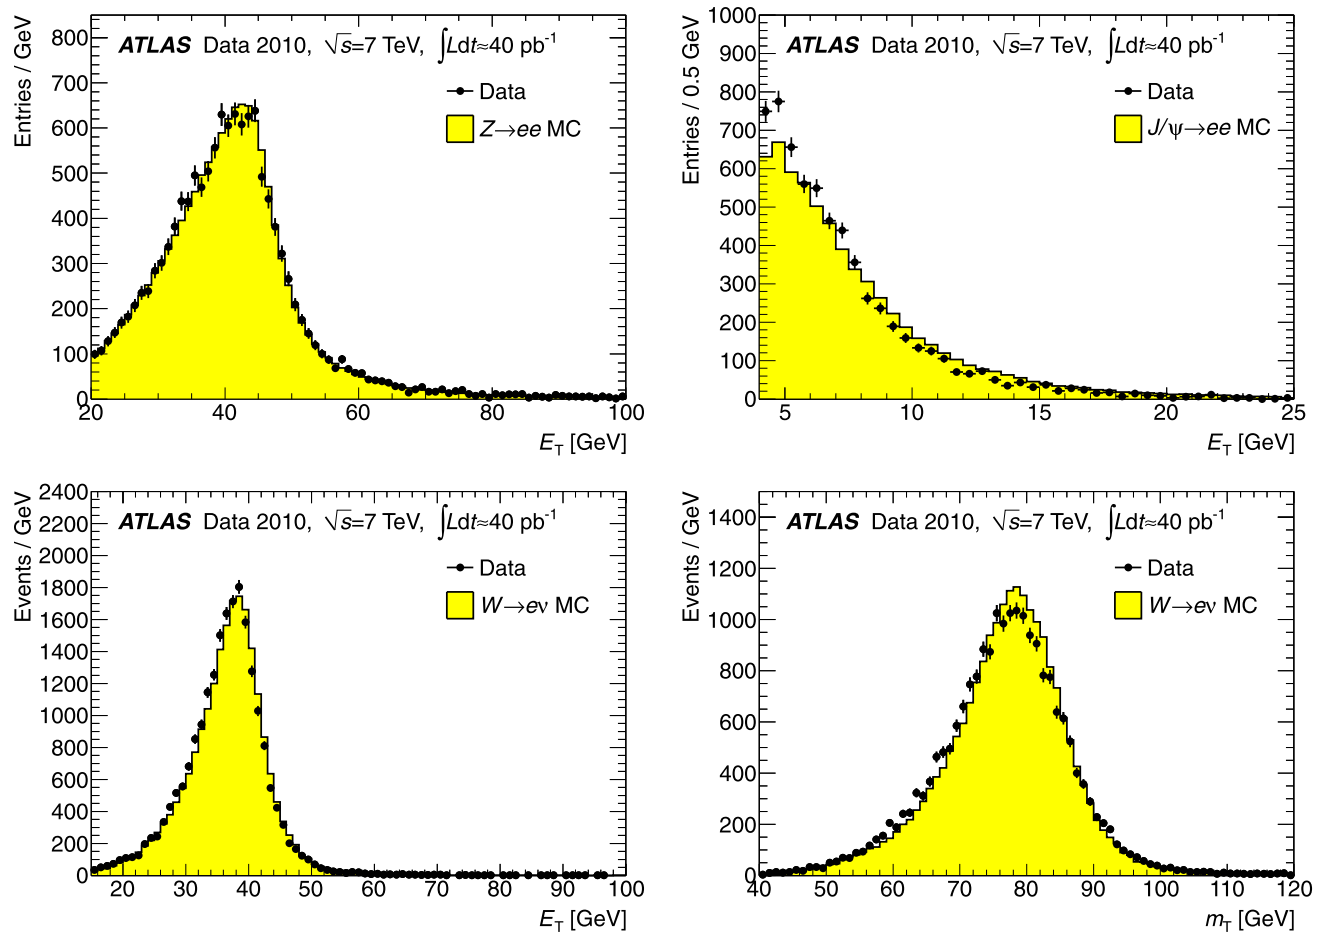 Entries / GeV
800
700
600
500
400
300
200
100
0
20 40 60 80 100
E_T [GeV]
ATLAS Data 2010, √s=7 TeV, ∫Ldt≈40 pb⁻¹
Data
Z→ee MC
Entries / 0.5 GeV
1000
900
800
700
600
500
400
300
200
100
0
5 10 15 20 25
E_T [GeV]
ATLAS Data 2010, √s=7 TeV, ∫Ldt≈40 pb⁻¹
Data
J/ψ→ee MC
Events / GeV
2400
2200
2000
1800
1600
1400
1200
1000
800
600
400
200
0
20 30 40 50 60 70 80 90 100
E_T [GeV]
ATLAS Data 2010, √s=7 TeV, ∫Ldt≈40 pb⁻¹
Data
W→eν MC
Events / GeV
1400
1200
1000
800
600
400
200
0
40 50 60 70 80 90 100 110 120
m_T [GeV]
ATLAS Data 2010, √s=7 TeV, ∫Ldt≈40 pb⁻¹
Data
W→eν MC